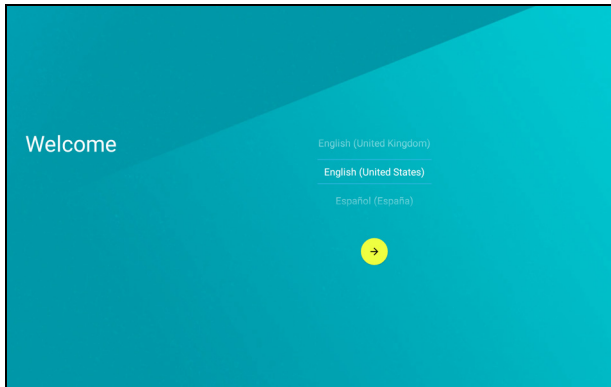 Welcome
English (United Kingdom)
English (United States)
Español (España)